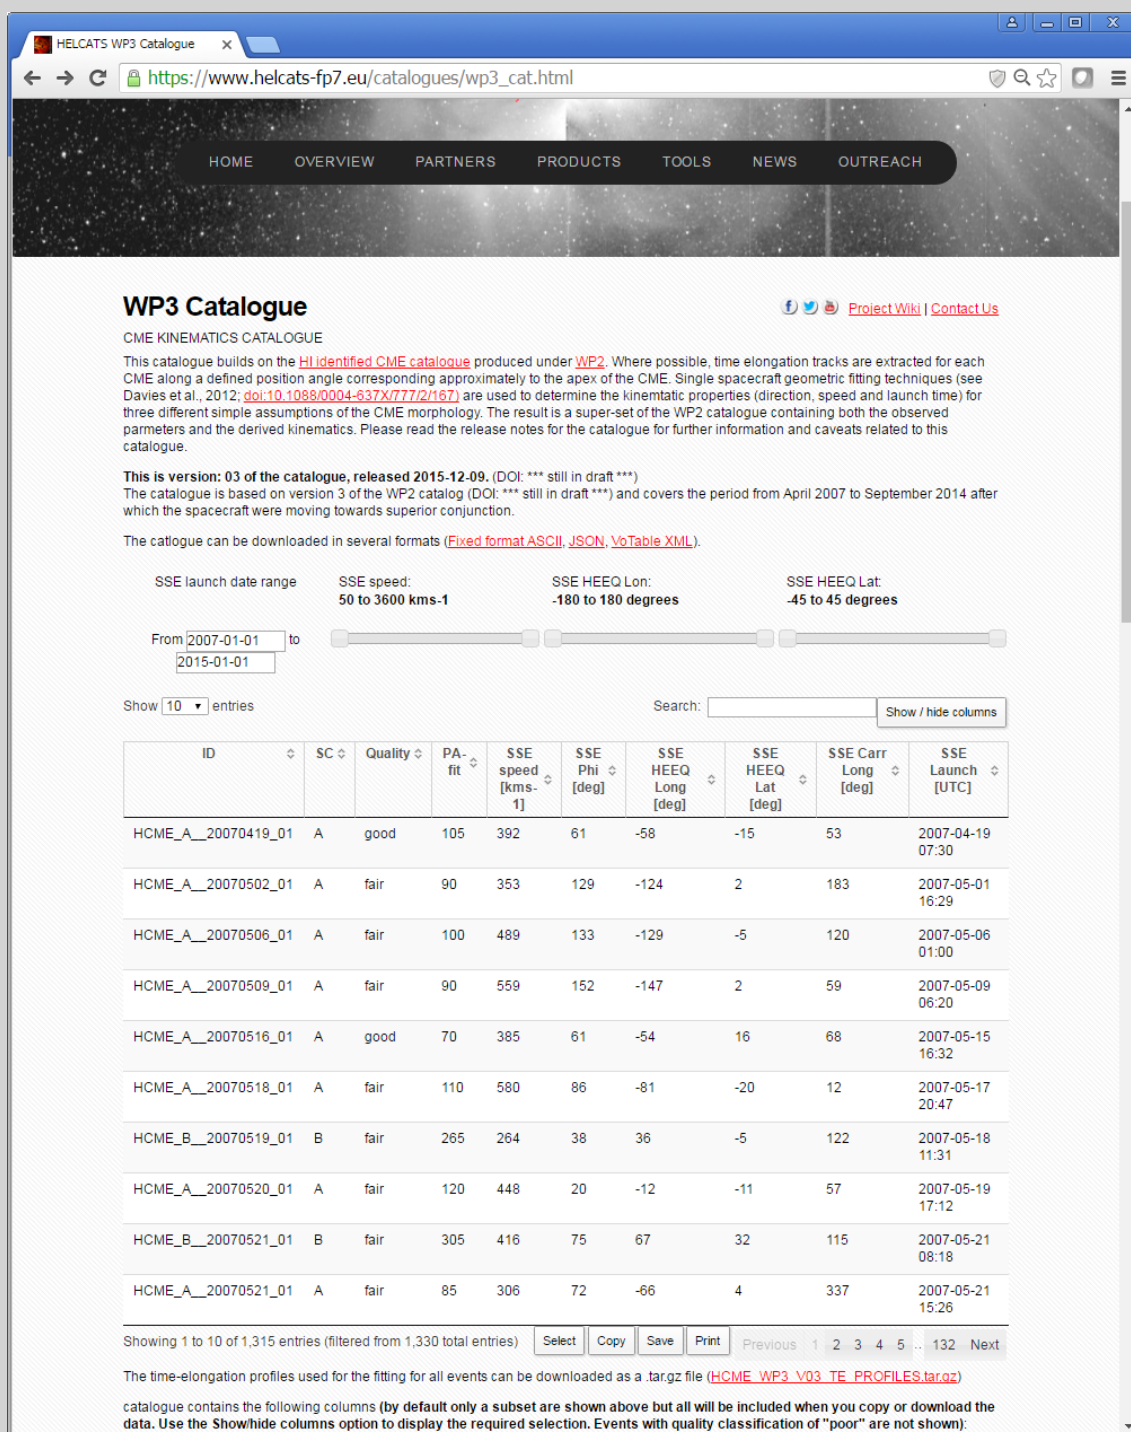 HELCATS WP3 Catalogue
https://www.helcats-fp7.eu/catalogues/wp3_cat.html
HOME OVERVIEW PARTNERS PRODUCTS TOOLS NEWS OUTREACH
WP3 Catalogue
Project Wiki | Contact Us
CME KINEMATICS CATALOGUE
This catalogue builds on the HI identified CME catalogue produced under WP2. Where possible, time elongation tracks are extracted for each
CME along a defined position angle corresponding approximately to the apex of the CME. Single spacecraft geometric fitting techniques (see
Davies et al., 2012; doi:10.1088/0004-637X/777/2/167) are used to determine the kinemtatic properties (direction, speed and launch time) for
three different simple assumptions of the CME morphology. The result is a super-set of the WP2 catalogue containing both the observed
parmeters and the derived kinematics. Please read the release notes for the catalogue for further information and caveats related to this
catalogue.
This is version: 03 of the catalogue, released 2015-12-09. (DOI: *** still in draft ***)
The catalogue is based on version 3 of the WP2 catalog (DOI: *** still in draft ***) and covers the period from April 2007 to September 2014 after
which the spacecraft were moving towards superior conjunction.
The catlogue can be downloaded in several formats (Fixed format ASCII, JSON, VoTable XML).
SSE launch date range SSE speed: SSE HEEQ Lon: SSE HEEQ Lat:
50 to 3600 kms-1 -180 to 180 degrees -45 to 45 degrees
From 2007-01-01 to
2015-01-01
Show 10 entries Search: Show / hide columns
ID SC Quality PA-fit SSE speed [kms-1] SSE Phi [deg] SSE HEEQ Long [deg] SSE HEEQ Lat [deg] SSE Carr Long [deg] SSE Launch [UTC]
HCME_A__20070419_01 A good 105 392 61 -58 -15 53 2007-04-19 07:30
HCME_A__20070502_01 A fair 90 353 129 -124 2 183 2007-05-01 16:29
HCME_A__20070506_01 A fair 100 489 133 -129 -5 120 2007-05-06 01:00
HCME_A__20070509_01 A fair 90 559 152 -147 2 59 2007-05-09 06:20
HCME_A__20070516_01 A good 70 385 61 -54 16 68 2007-05-15 16:32
HCME_A__20070518_01 A fair 110 580 86 -81 -20 12 2007-05-17 20:47
HCME_B__20070519_01 B fair 265 264 38 36 -5 122 2007-05-18 11:31
HCME_A__20070520_01 A fair 120 448 20 -12 -11 57 2007-05-19 17:12
HCME_B__20070521_01 B fair 305 416 75 67 32 115 2007-05-21 08:18
HCME_A__20070521_01 A fair 85 306 72 -66 4 337 2007-05-21 15:26
Showing 1 to 10 of 1,315 entries (filtered from 1,330 total entries) Select Copy Save Print Previous 1 2 3 4 5 .. 132 Next
The time-elongation profiles used for the fitting for all events can be downloaded as a .tar.gz file (HCME_WP3_V03_TE_PROFILES.tar.gz)
catalogue contains the following columns (by default only a subset are shown above but all will be included when you copy or download the
data. Use the Show/hide columns option to display the required selection. Events with quality classification of "poor" are not shown):